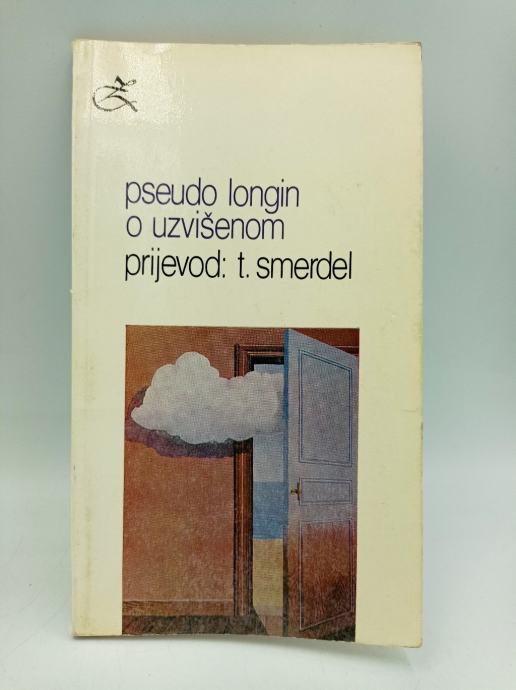 pseudo longin
o uzvišenom
prijevod: t. smerdel